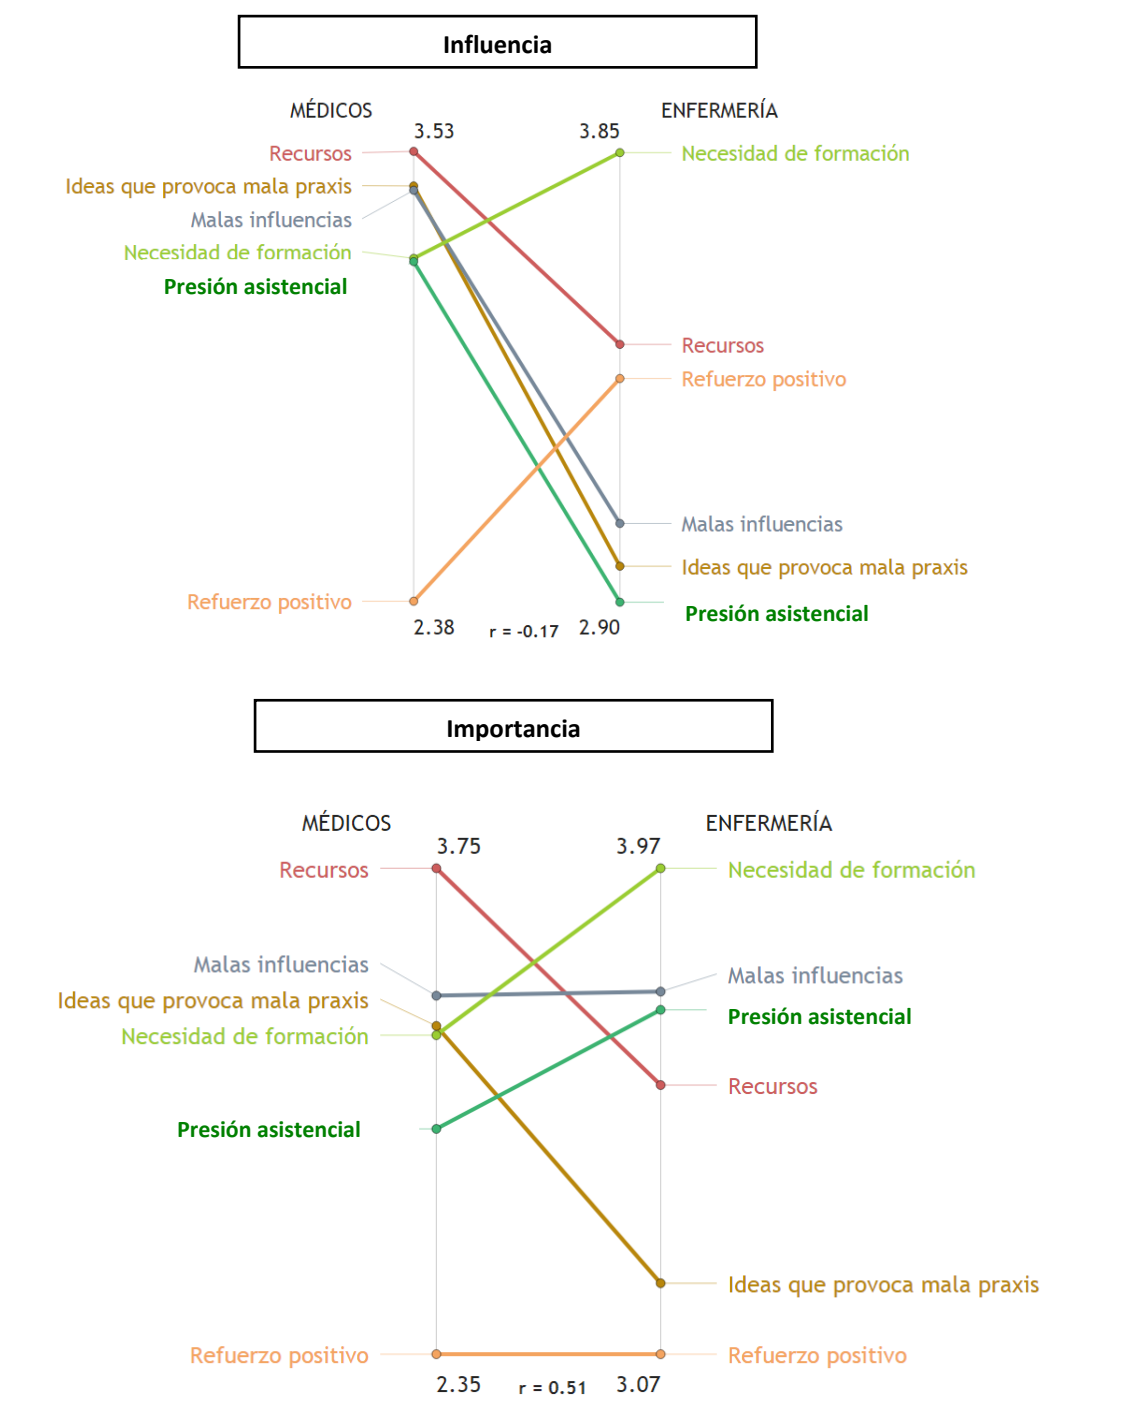 Influencia
MÉDICOS
ENFERMERÍA
3.53
3.85
Recursos
Necesidad de formación
Ideas que provoca mala praxis
Malas influencias
Necesidad de formación
Presión asistencial
Recursos
Refuerzo positivo
Malas influencias
Ideas que provoca mala praxis
Refuerzo positivo
Presión asistencial
2.38
r = -0.17
2.90
Importancia
MÉDICOS
ENFERMERÍA
3.75
3.97
Recursos
Necesidad de formación
Malas influencias
Malas influencias
Ideas que provoca mala praxis
Presión asistencial
Necesidad de formación
Recursos
Presión asistencial
Ideas que provoca mala praxis
Refuerzo positivo
Refuerzo positivo
2.35
r = 0.51
3.07